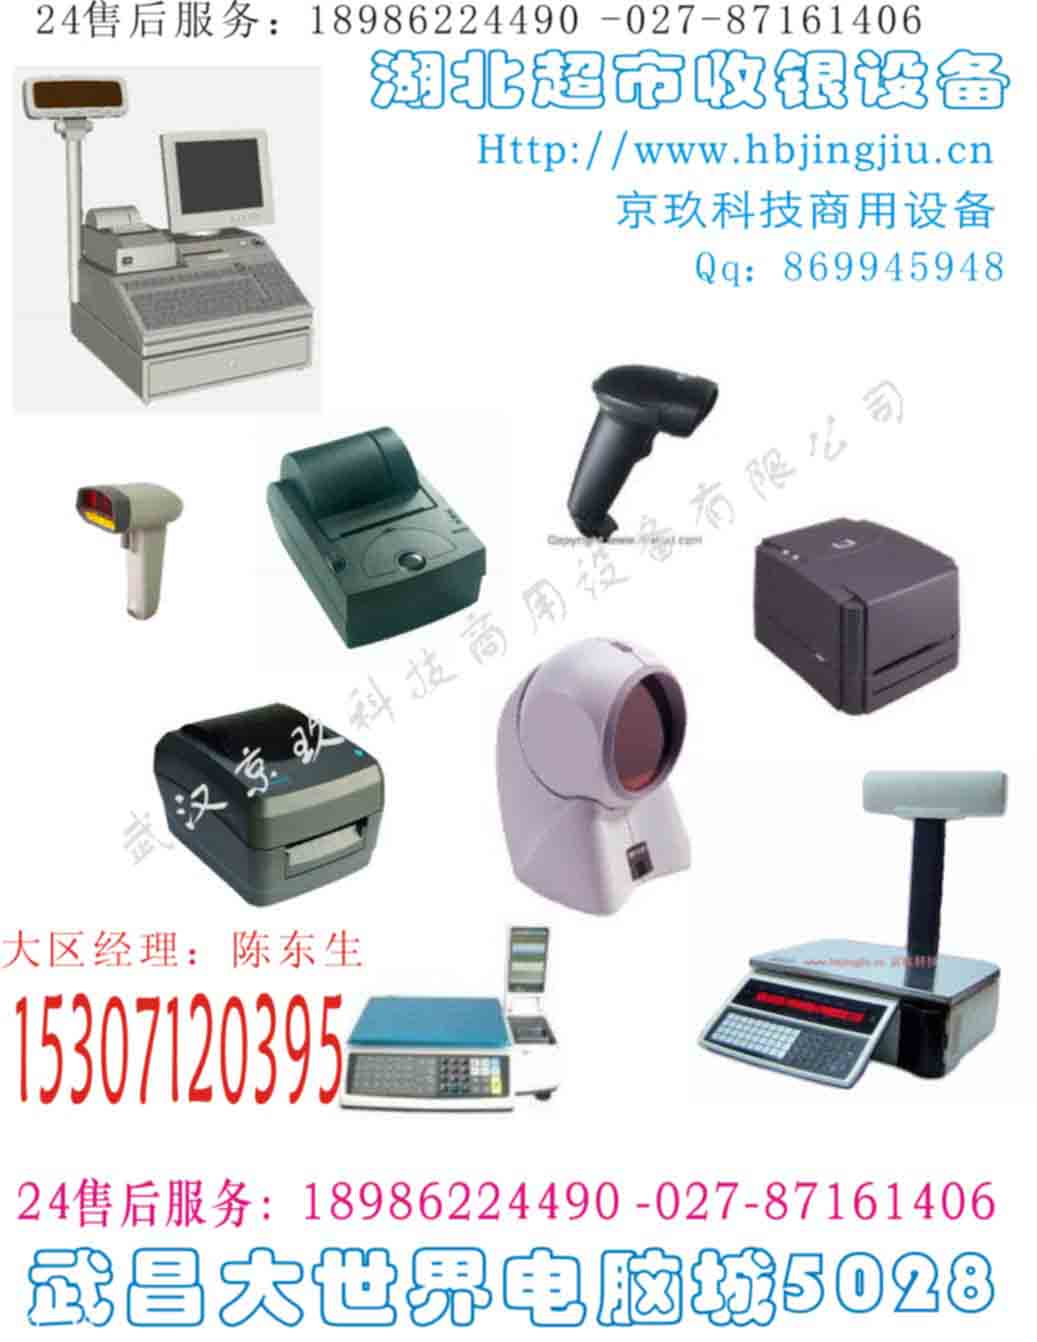 24售后服务：18986224490 -027-87161406
湖北超市收银设备
Http://www.hbjingjiu.cn
京玖科技商用设备
Qq：869945948
武汉京玖科技商用设备有限公司
www.hbjingjiu.cn
大区经理：陈东生
15307120395
24售后服务：18986224490 -027-87161406
武昌大世界电脑城5028